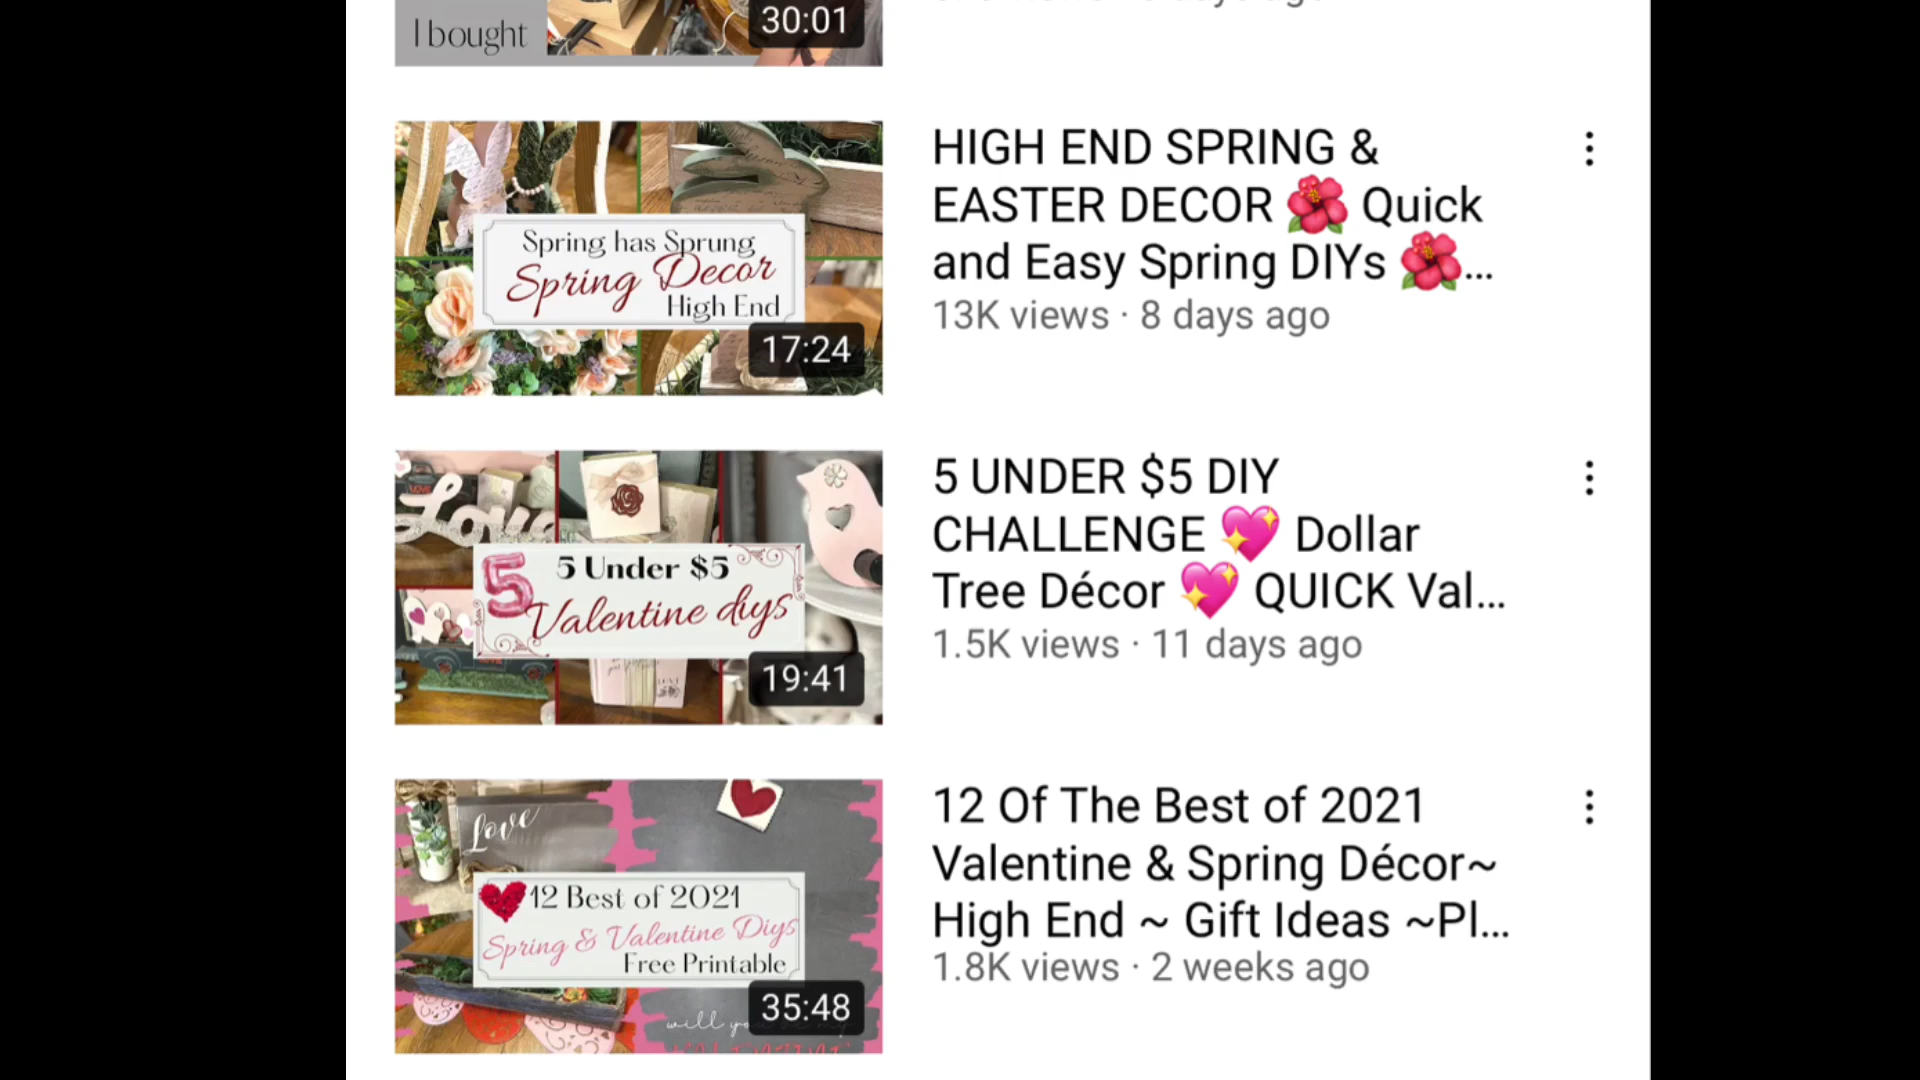 I bought
30:01
HIGH END SPRING &
EASTER DECOR 🌺 Quick
and Easy Spring DIYs 🌺...
13K views · 8 days ago
Spring has Sprung
Spring Decor
High End
17:24
5 UNDER $5 DIY
CHALLENGE 💖 Dollar
Tree Décor 💖 QUICK Val...
1.5K views · 11 days ago
Love
5
5 Under $5
Valentine diys
19:41
12 Of The Best of 2021
Valentine & Spring Décor~
High End ~ Gift Ideas ~Pl...
1.8K views · 2 weeks ago
Love
12 Best of 2021
Spring & Valentine Diys
Free Printable
35:48
will